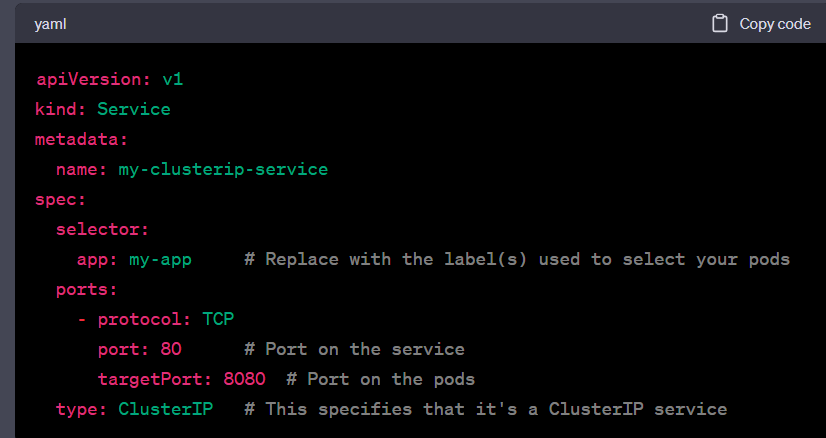 yaml Copy code
apiVersion: v1
kind: Service
metadata:
  name: my-clusterip-service
spec:
  selector:
    app: my-app     # Replace with the label(s) used to select your pods
  ports:
    - protocol: TCP
      port: 80      # Port on the service
      targetPort: 8080  # Port on the pods
  type: ClusterIP   # This specifies that it's a ClusterIP service